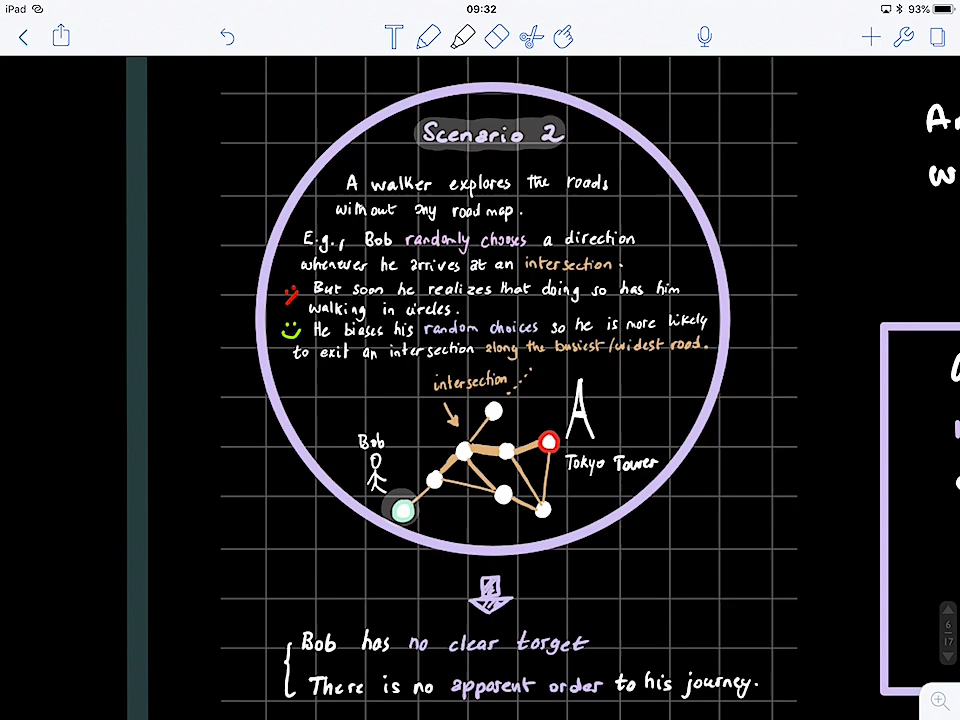 iPad
09:32
93%
T
Scenario 2
A walker explores the roads
without any road map.
E.g., Bob randomly chooses a direction
whenever he arrives at an intersection.
But soon he realizes that doing so has him
walking in circles.
He biases his random choices so he is more likely
to exit an intersection along the busiest/widest road.
intersection
Bob
Tokyo Tower
Bob has no clear target
There is no apparent order to his journey.
6
17